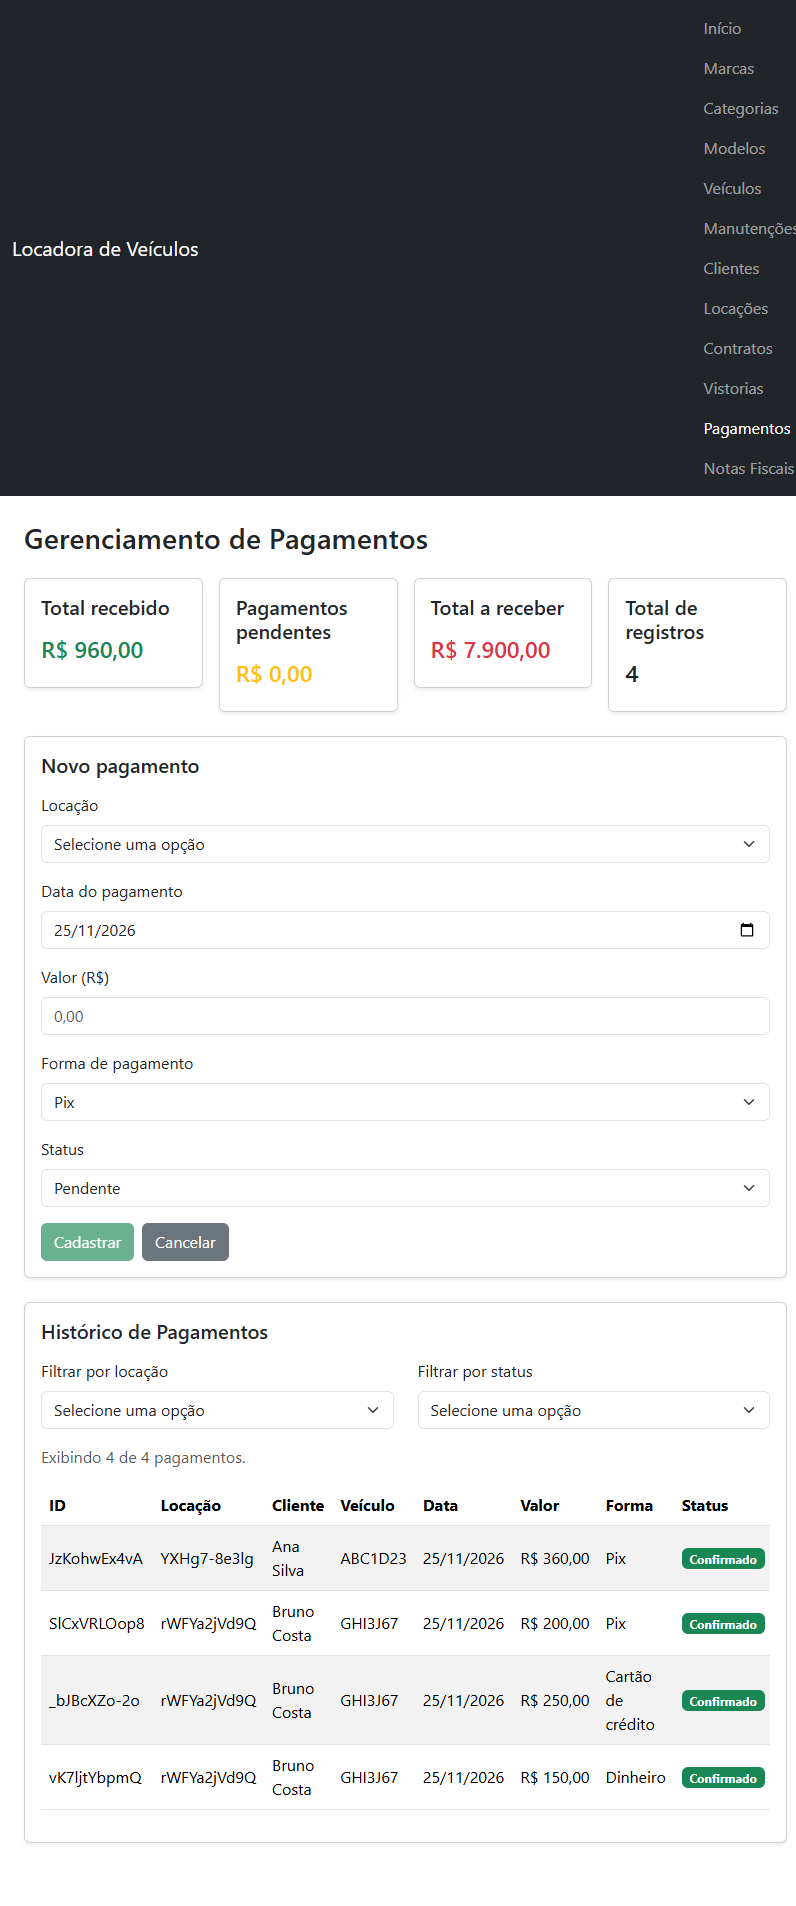 Início
Marcas
Categorias
Modelos
Veículos
Manutenções
Locadora de Veículos
Clientes
Locações
Contratos
Vistorias
Pagamentos
Notas Fiscais
Gerenciamento de Pagamentos
Total recebido
R$ 960,00
Pagamentos
pendentes
R$ 0,00
Total a receber
R$ 7.900,00
Total de
registros
4
Novo pagamento
Locação
Selecione uma opção
Data do pagamento
25/11/2026
Valor (R$)
0,00
Forma de pagamento
Pix
Status
Pendente
Cadastrar Cancelar
Histórico de Pagamentos
Filtrar por locação Filtrar por status
Selecione uma opção Selecione uma opção
Exibindo 4 de 4 pagamentos.
ID Locação Cliente Veículo Data Valor Forma Status
JzKohwEx4vA YXHg7-8e3lg Ana Silva ABC1D23 25/11/2026 R$ 360,00 Pix Confirmado
SlCxVRLOop8 rWFYa2jVd9Q Bruno Costa GHI3J67 25/11/2026 R$ 200,00 Pix Confirmado
_bJBcXZo-2o rWFYa2jVd9Q Bruno Costa GHI3J67 25/11/2026 R$ 250,00 Cartão de crédito Confirmado
vK7ljtYbpmQ rWFYa2jVd9Q Bruno Costa GHI3J67 25/11/2026 R$ 150,00 Dinheiro Confirmado